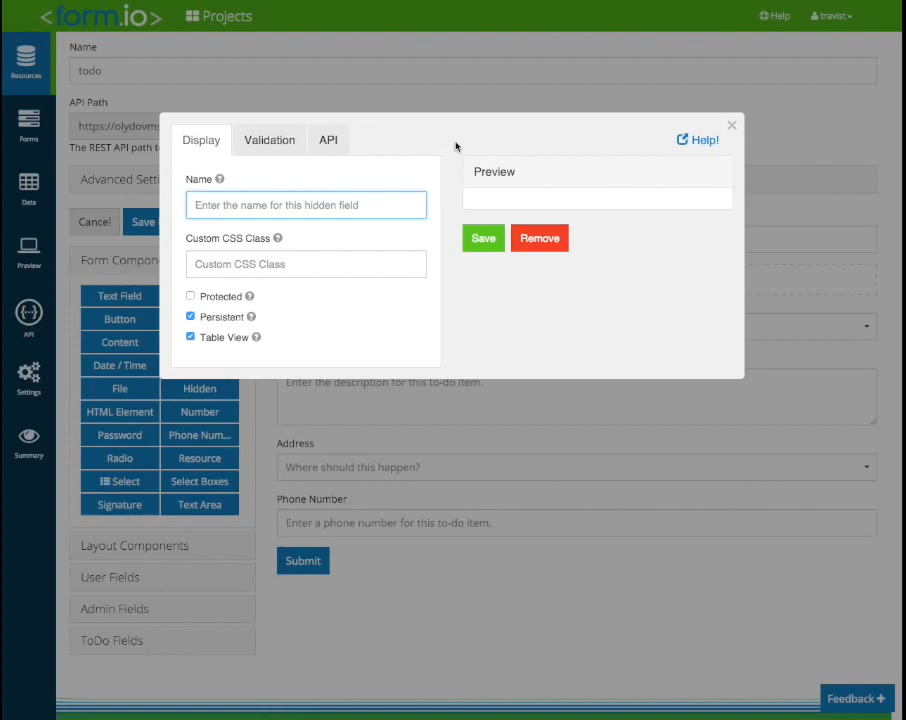 <form.io>
Projects
Help
travist
Resources
Forms
Data
Preview
API
Settings
Summary
Name
todo
API Path
https://olydovms
The REST API path t
Advanced Setti
Cancel
Save
Form Compon
Text Field
Button
Content
Date / Time
File
Hidden
HTML Element
Number
Password
Phone Num...
Radio
Resource
Select
Select Boxes
Signature
Text Area
Layout Components
User Fields
Admin Fields
ToDo Fields
Display
Validation
API
Help!
×
Name
Enter the name for this hidden field
Custom CSS Class
Custom CSS Class
Protected
Persistent
Table View
Preview
Save
Remove
Enter the description for this to-do item.
Address
Where should this happen?
Phone Number
Enter a phone number for this to-do item.
Submit
Feedback +